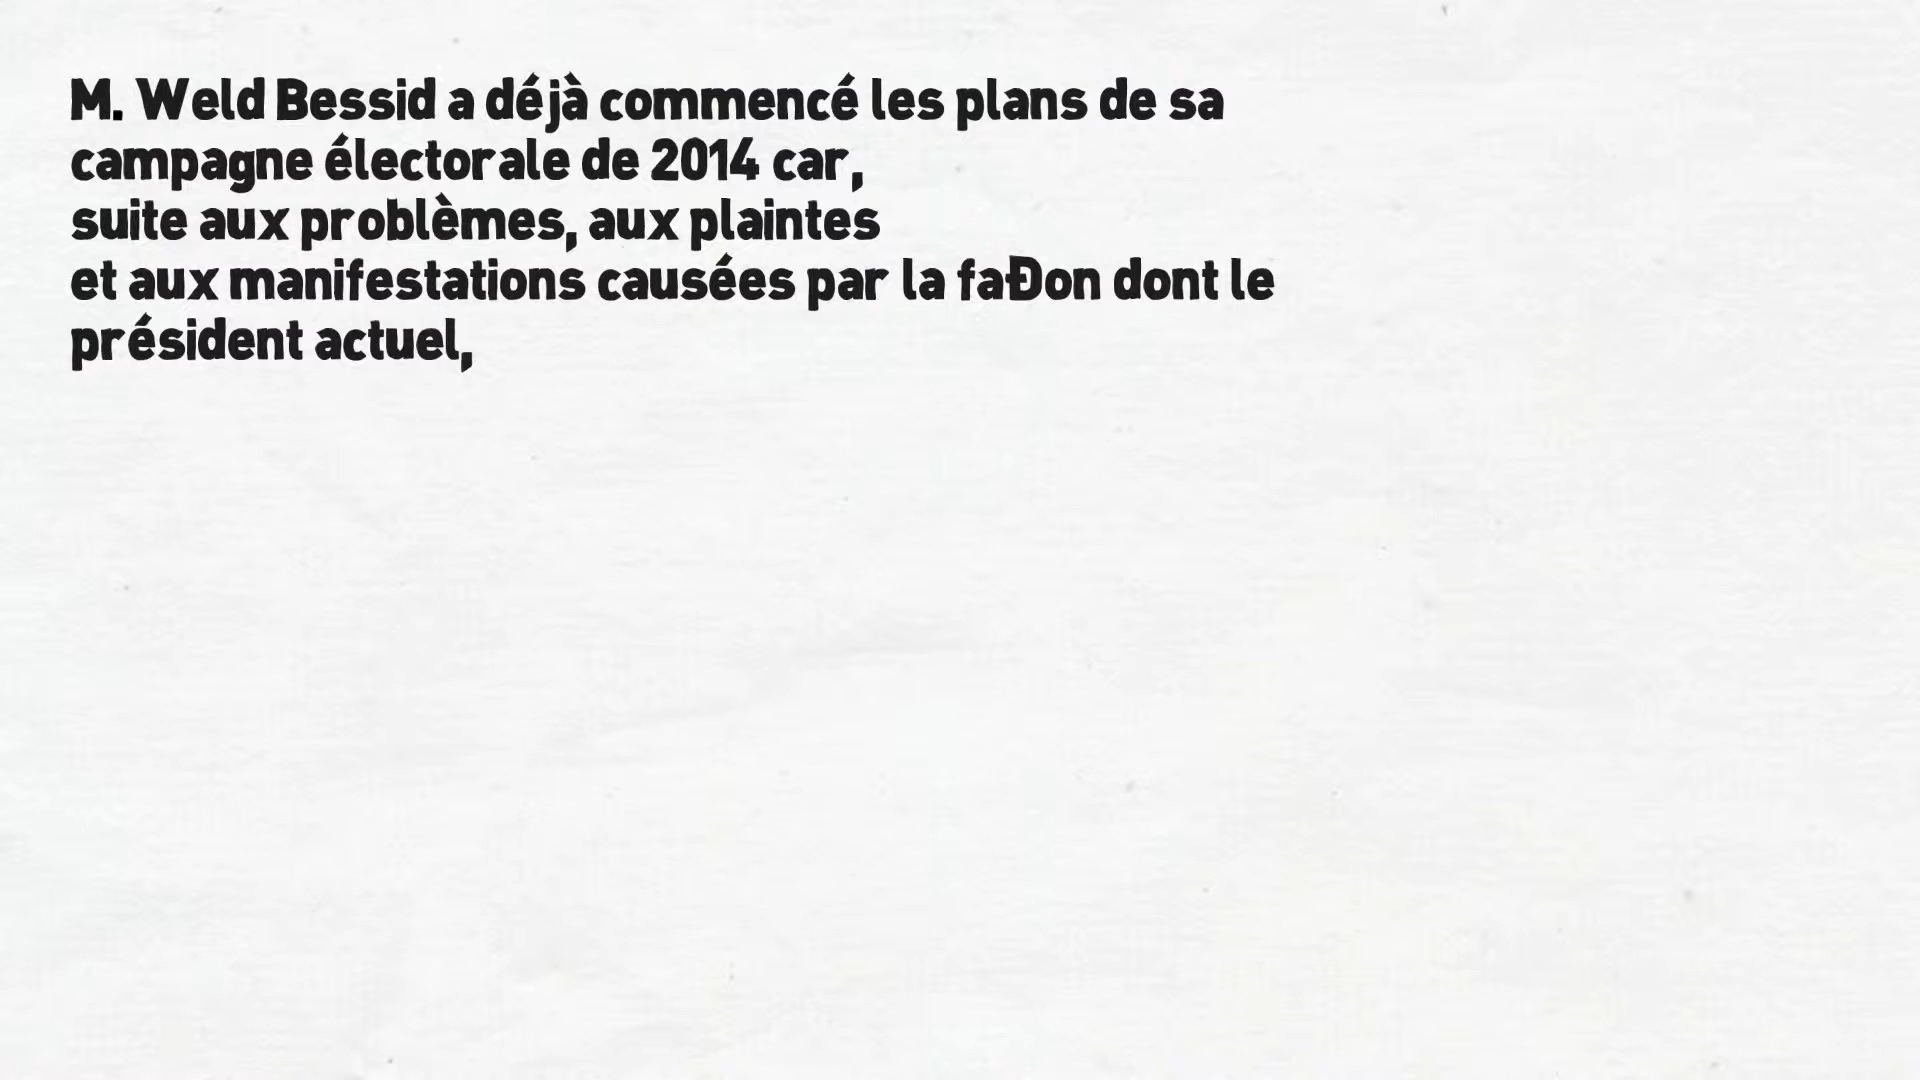 M. Weld Bessid a déjà commencé les plans de sa
campagne électorale de 2014 car,
suite aux problèmes, aux plaintes
et aux manifestations causées par la faÐon dont le
président actuel,